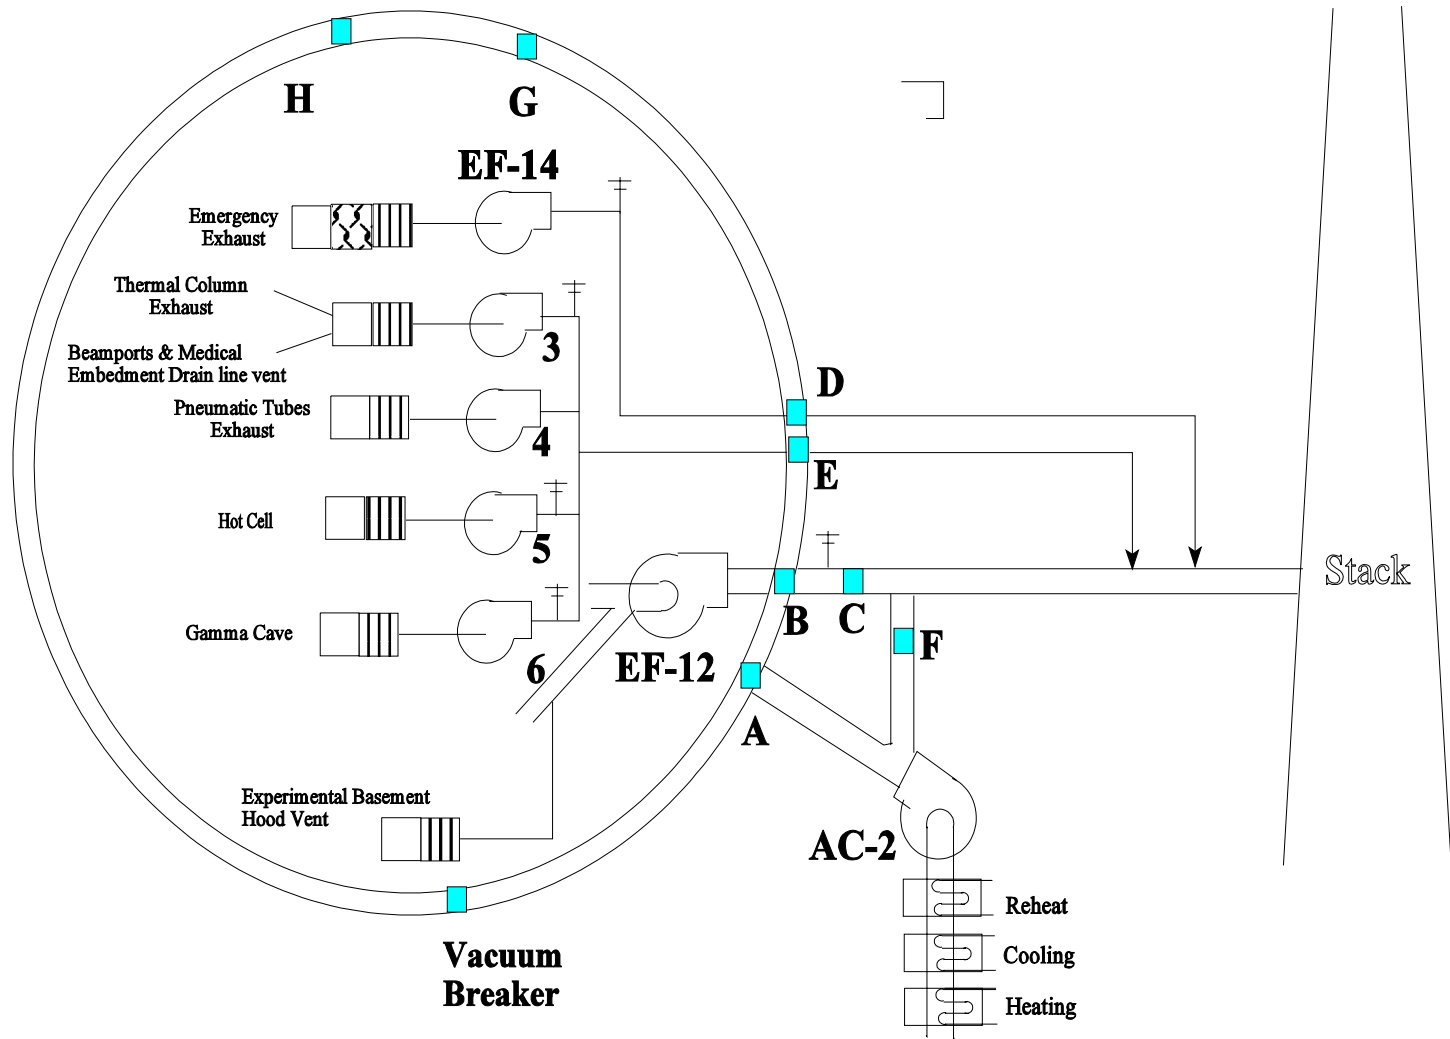 H
G
EF-14
Emergency
Exhaust
Thermal Column
Exhaust
3
Beamports & Medical
Embedment Drain line vent
D
Pneumatic Tubes
Exhaust
4
E
Hot Cell
5
Stack
B
C
Gamma Cave
6
EF-12
F
A
Experimental Basement
Hood Vent
AC-2
Reheat
Vacuum
Breaker
Cooling
Heating